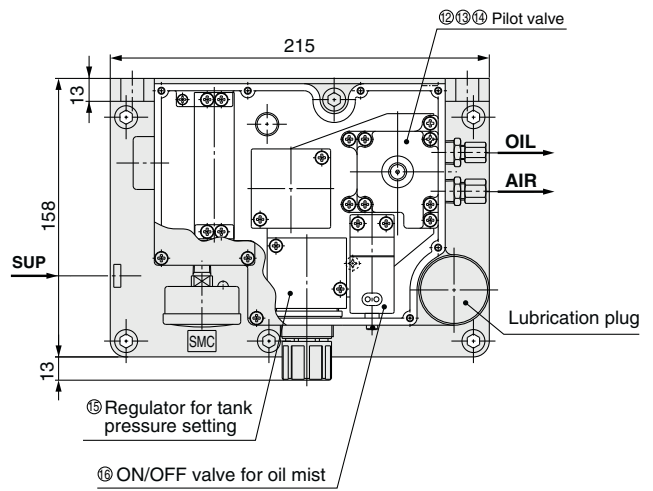 ⑫⑬⑭ Pilot valve
215
13
OIL
AIR
158
SUP
Lubrication plug
SMC
13
⑮ Regulator for tank
pressure setting
⑯ ON/OFF valve for oil mist